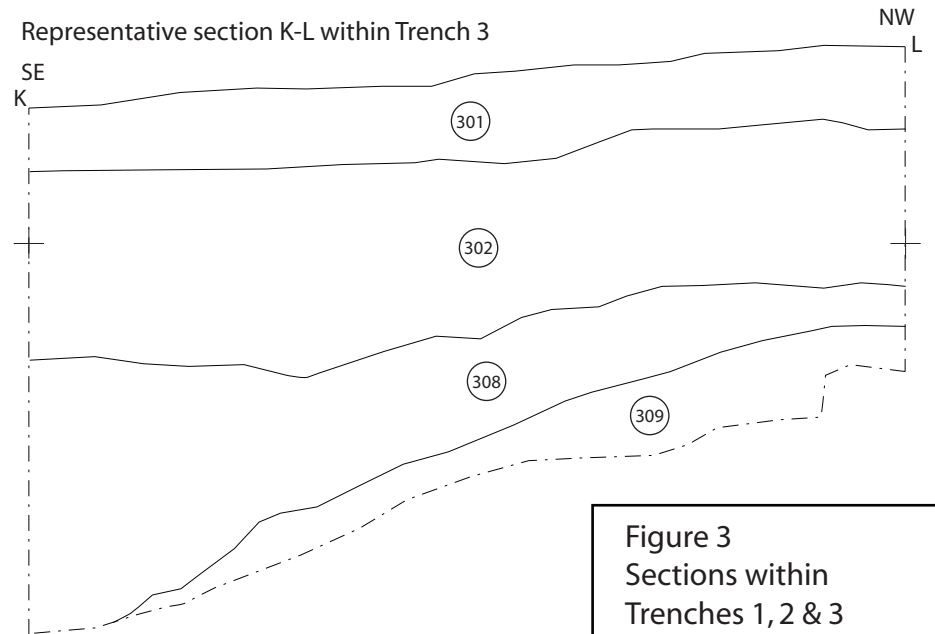 Representative section K-L within Trench 3
NW
L
SE
K
301
302
308
309
Figure 3
Sections within
Trenches 1, 2 & 3